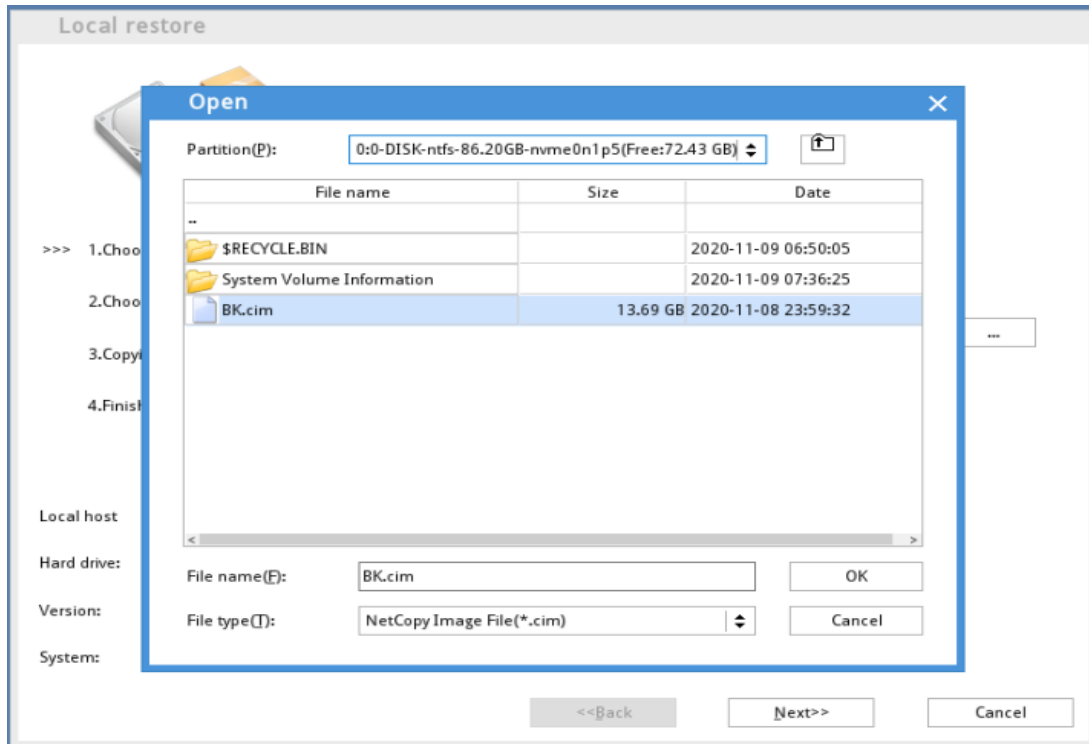 Local restore
Open
Partition(P): 0:0-DISK-ntfs-86.20GB-nvme0n1p5(Free:72.43 GB)
File name Size Date
..
$RECYCLE.BIN 2020-11-09 06:50:05
>>> 1.Choo
System Volume Information 2020-11-09 07:36:25
2.Choo
BK.cim 13.69 GB 2020-11-08 23:59:32
...
3.Copyi
4.Finish
Local host
< >
Hard drive:
File name(F): BK.cim OK
Version:
File type(T): NetCopy Image File(*.cim) Cancel
System:
<<Back Next>> Cancel